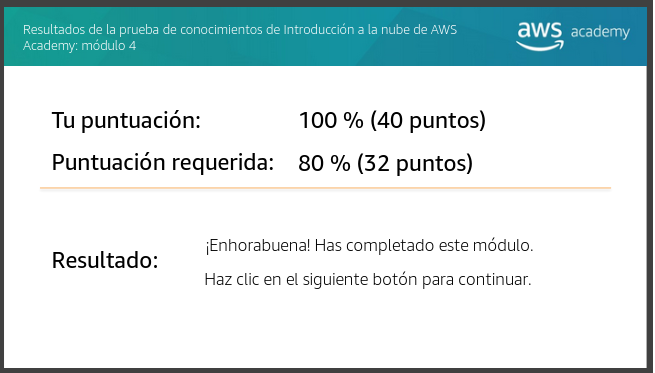 Resultados de la prueba de conocimientos de Introducción a la nube de AWS
Academy: módulo 4
aws academy
Tu puntuación: 100 % (40 puntos)
Puntuación requerida: 80 % (32 puntos)
¡Enhorabuena! Has completado este módulo.
Resultado:
Haz clic en el siguiente botón para continuar.